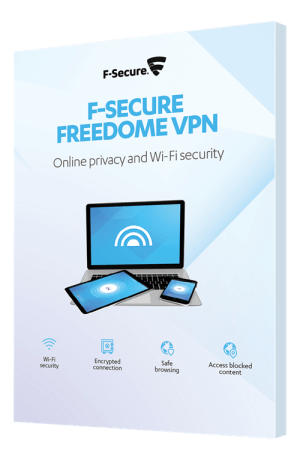 F-Secure.
F-SECURE
FREEDOME VPN
Online privacy and Wi-Fi security
Wi-Fi
security
Encrypted
connection
Safe
browsing
Access blocked
content